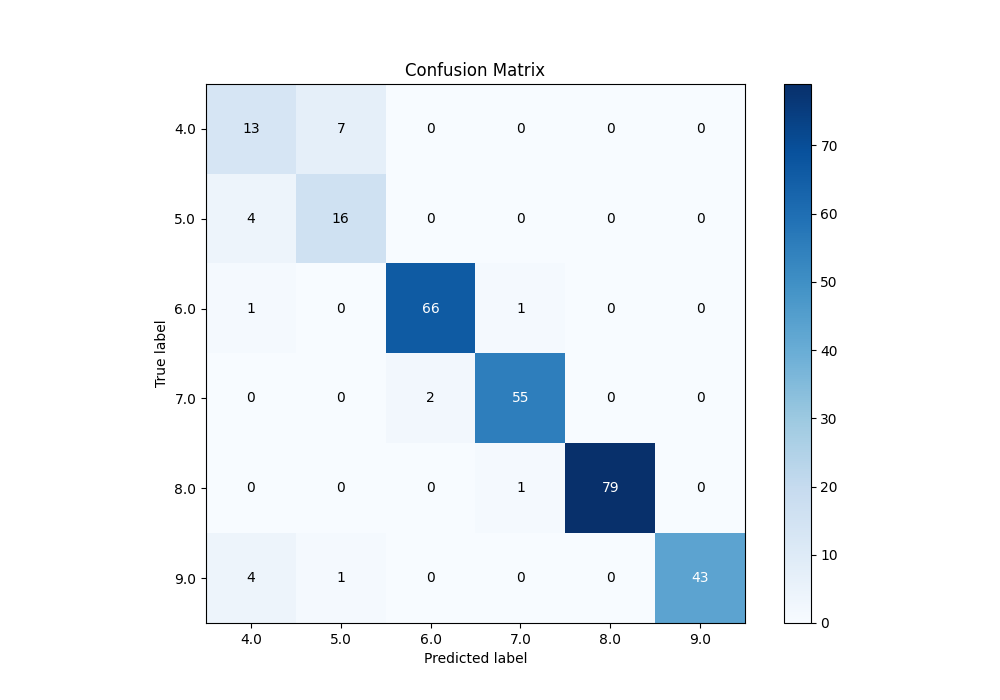 Confusion Matrix
4.0 13 7 0 0 0 0
5.0 4 16 0 0 0 0
6.0 1 0 66 1 0 0
7.0 0 0 2 55 0 0
8.0 0 0 0 1 79 0
9.0 4 1 0 0 0 43
4.0 5.0 6.0 7.0 8.0 9.0
Predicted label
True label
70
60
50
40
30
20
10
0